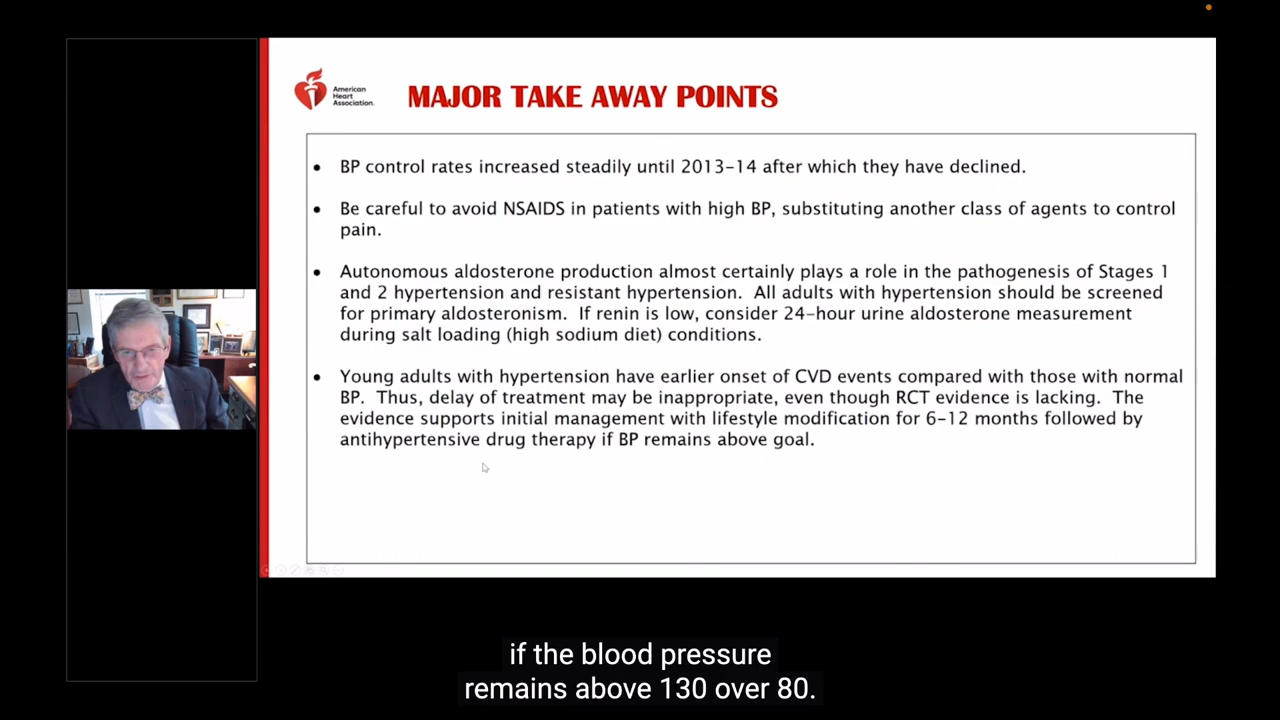 American
Heart
Association.
MAJOR TAKE AWAY POINTS
• BP control rates increased steadily until 2013-14 after which they have declined.
• Be careful to avoid NSAIDS in patients with high BP, substituting another class of agents to control
pain.
• Autonomous aldosterone production almost certainly plays a role in the pathogenesis of Stages 1
and 2 hypertension and resistant hypertension. All adults with hypertension should be screened
for primary aldosteronism. If renin is low, consider 24-hour urine aldosterone measurement
during salt loading (high sodium diet) conditions.
• Young adults with hypertension have earlier onset of CVD events compared with those with normal
BP. Thus, delay of treatment may be inappropriate, even though RCT evidence is lacking. The
evidence supports initial management with lifestyle modification for 6-12 months followed by
antihypertensive drug therapy if BP remains above goal.
if the blood pressure
remains above 130 over 80.